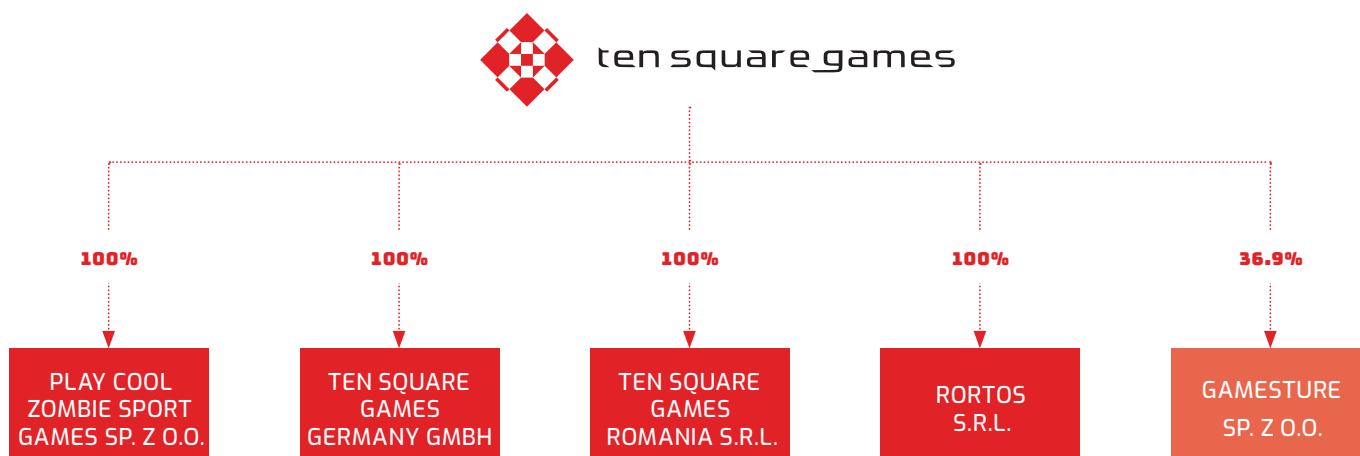 ten square games
100%
100%
100%
100%
36.9%
PLAY COOL
ZOMBIE SPORT
GAMES SP. Z O.O.
TEN SQUARE
GAMES
GERMANY GMBH
TEN SQUARE
GAMES
ROMANIA S.R.L.
RORTOS
S.R.L.
GAMESTURE
SP. Z O.O.